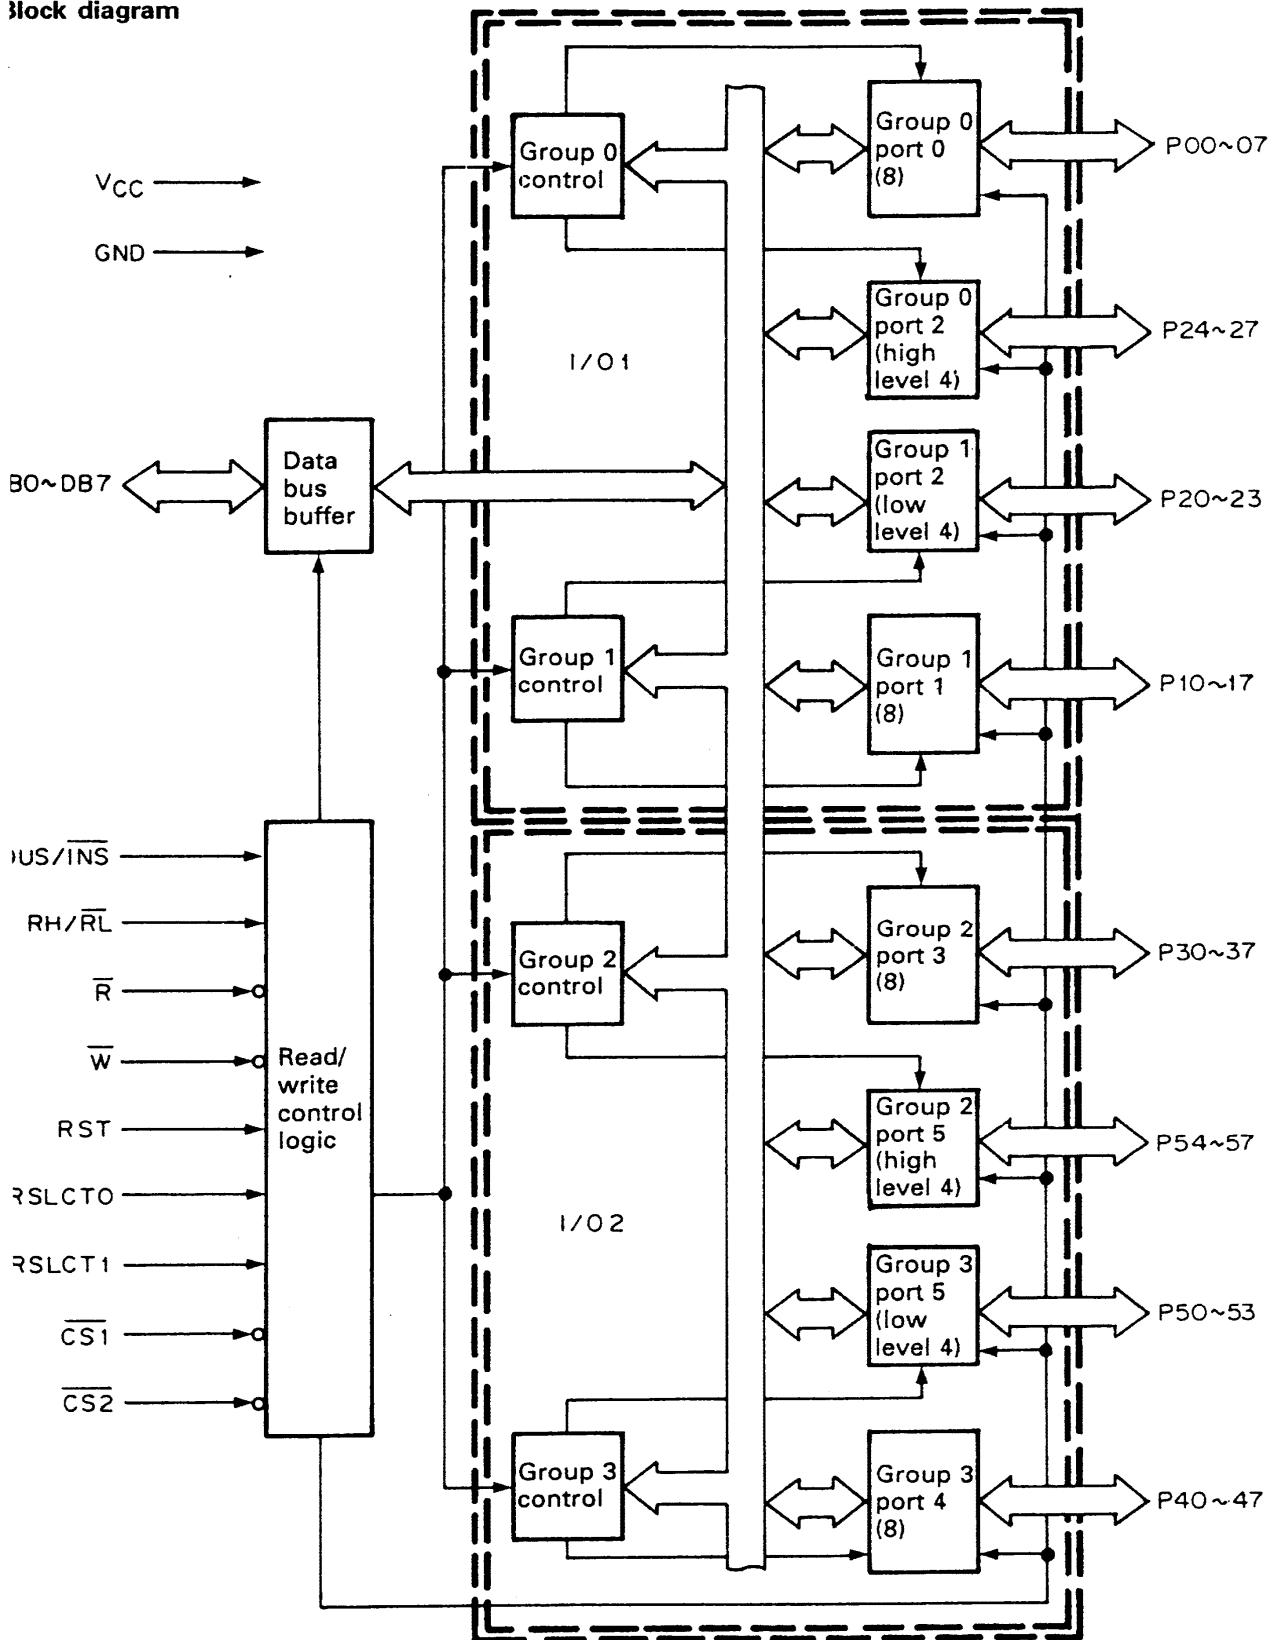 Block diagram
VCC
GND
B0~DB7
Data
bus
buffer
US/INS
RH/RL
R
W
RST
RSLCT0
RSLCT1
CS1
CS2
Read/
write
control
logic
I/O1
Group 0
control
Group 1
control
Group 0
port 0
(8)
P00~07
Group 0
port 2
(high
level 4)
P24~27
Group 1
port 2
(low
level 4)
P20~23
Group 1
port 1
(8)
P10~17
I/O2
Group 2
control
Group 3
control
Group 2
port 3
(8)
P30~37
Group 2
port 5
(high
level 4)
P54~57
Group 3
port 5
(low
level 4)
P50~53
Group 3
port 4
(8)
P40~47